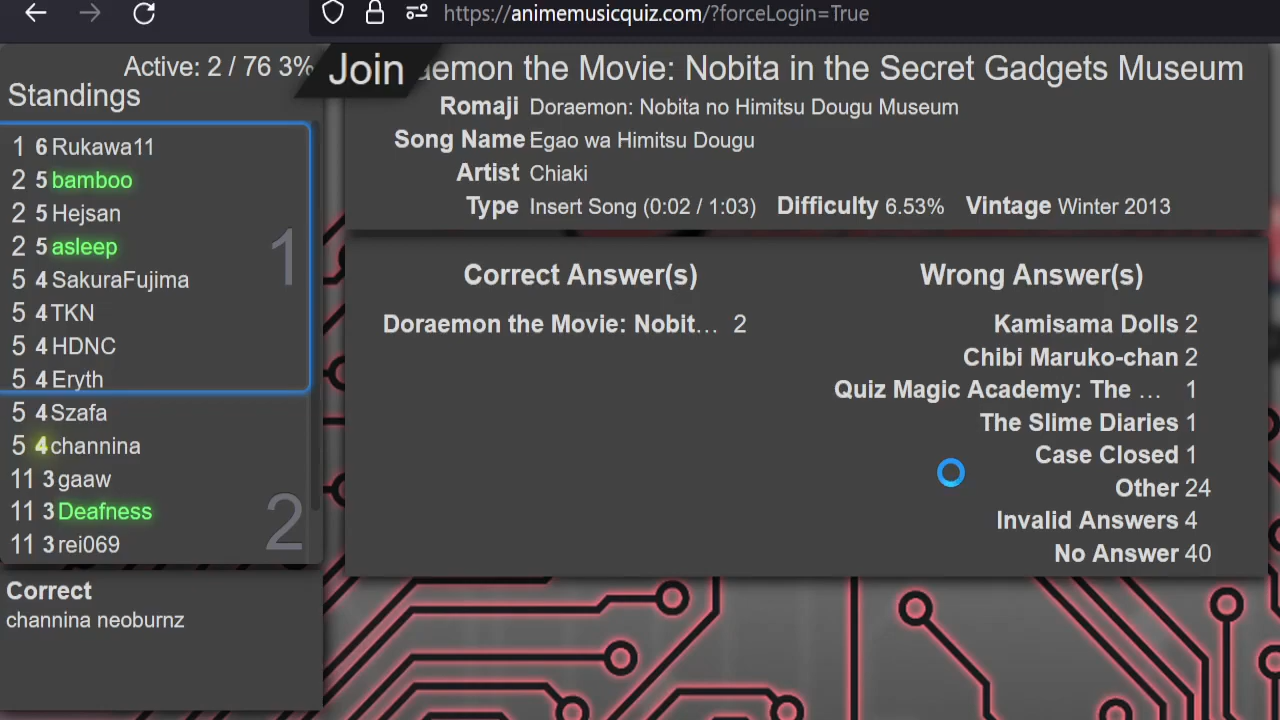 https://animemusicquiz.com/?forceLogin=True
Active: 2 / 76 3%
Join
aemon the Movie: Nobita in the Secret Gadgets Museum
Standings
1 6 Rukawa11
2 5 bamboo
2 5 Hejsan
2 5 asleep
5 4 SakuraFujima
5 4 TKN
5 4 HDNC
5 4 Eryth
1
5 4 Szafa
5 4 channina
11 3 gaaw
11 3 Deafness
11 3 rei069
2
Correct
channina neoburnz
Romaji Doraemon: Nobita no Himitsu Dougu Museum
Song Name Egao wa Himitsu Dougu
Artist Chiaki
Type Insert Song (0:02 / 1:03) Difficulty 6.53% Vintage Winter 2013
Correct Answer(s)
Doraemon the Movie: Nobit... 2
Wrong Answer(s)
Kamisama Dolls 2
Chibi Maruko-chan 2
Quiz Magic Academy: The ... 1
The Slime Diaries 1
Case Closed 1
Other 24
Invalid Answers 4
No Answer 40